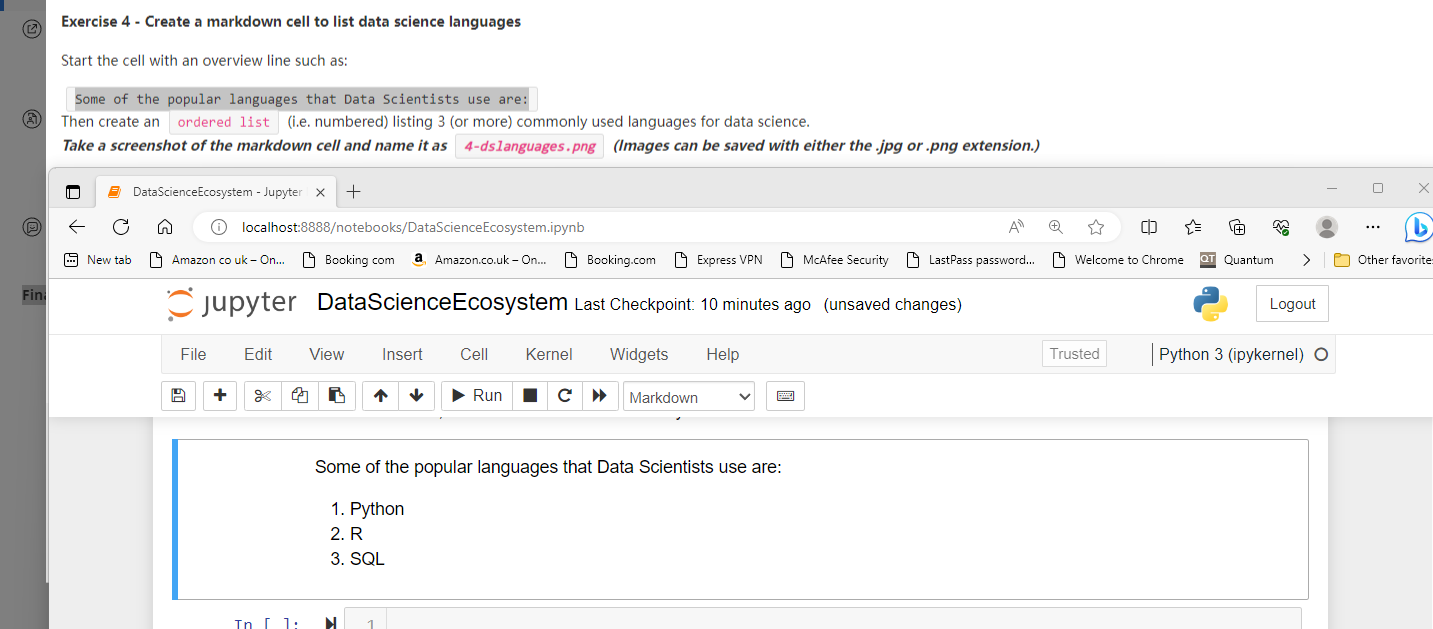 Exercise 4 - Create a markdown cell to list data science languages
Start the cell with an overview line such as:
Some of the popular languages that Data Scientists use are:
Then create an ordered list (i.e. numbered) listing 3 (or more) commonly used languages for data science.
Take a screenshot of the markdown cell and name it as 4-dslanguages.png (Images can be saved with either the .jpg or .png extension.)
DataScienceEcosystem - Jupyter
localhost:8888/notebooks/DataScienceEcosystem.ipynb
New tab Amazon co uk – On... Booking com Amazon.co.uk – On... Booking.com Express VPN McAfee Security LastPass password... Welcome to Chrome QT Quantum Other favorite
Fin
jupyter DataScienceEcosystem Last Checkpoint: 10 minutes ago (unsaved changes) Logout
File Edit View Insert Cell Kernel Widgets Help Trusted Python 3 (ipykernel)
Run Markdown
Some of the popular languages that Data Scientists use are:
1. Python
2. R
3. SQL
In [ ]: 1